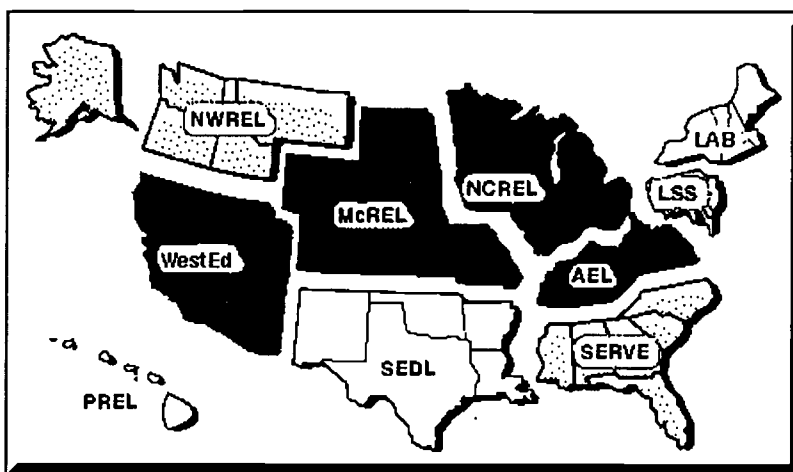 NWREL
LAB
NCREL
LSS
McREL
WestEd
AEL
SERVE
SEDL
PREL